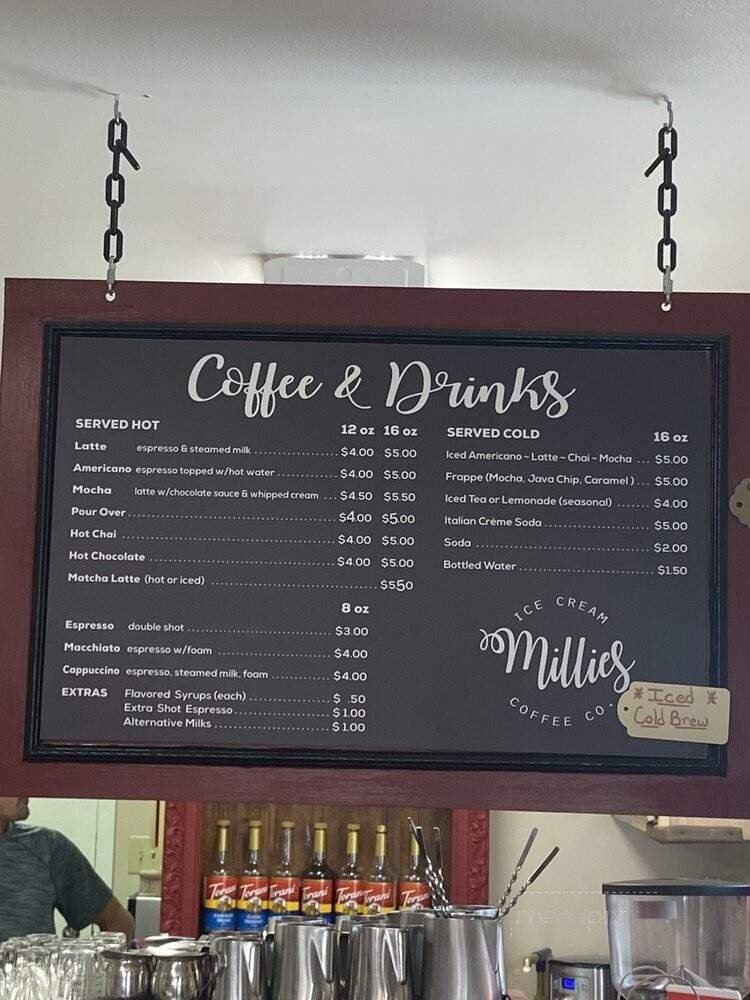 Coffee & Drinks
SERVED HOT 12 oz 16 oz
Latte espresso & steamed milk $4.00 $5.00
Americano espresso topped w/hot water $4.00 $5.00
Mocha latte w/chocolate sauce & whipped cream $4.50 $5.50
Pour Over $4.00 $5.00
Hot Chai $4.00 $5.00
Hot Chocolate $4.00 $5.00
Matcha Latte (hot or iced) $5.50
8 oz
Espresso double shot $3.00
Macchiato espresso w/foam $4.00
Cappuccino espresso, steamed milk, foam $4.00
EXTRAS Flavored Syrups (each) $ .50
Extra Shot Espresso $1.00
Alternative Milks $1.00
SERVED COLD 16 oz
Iced Americano ~ Latte ~ Chai ~ Mocha $5.00
Frappe (Mocha, Java Chip, Caramel) $5.00
Iced Tea or Lemonade (seasonal) $4.00
Italian Crème Soda $5.00
Soda $2.00
Bottled Water $1.50
ICE CREAM
Millies
COFFEE CO.
* Iced *
Cold Brew
Torani Torani Torani Torani Torani Torani Torani